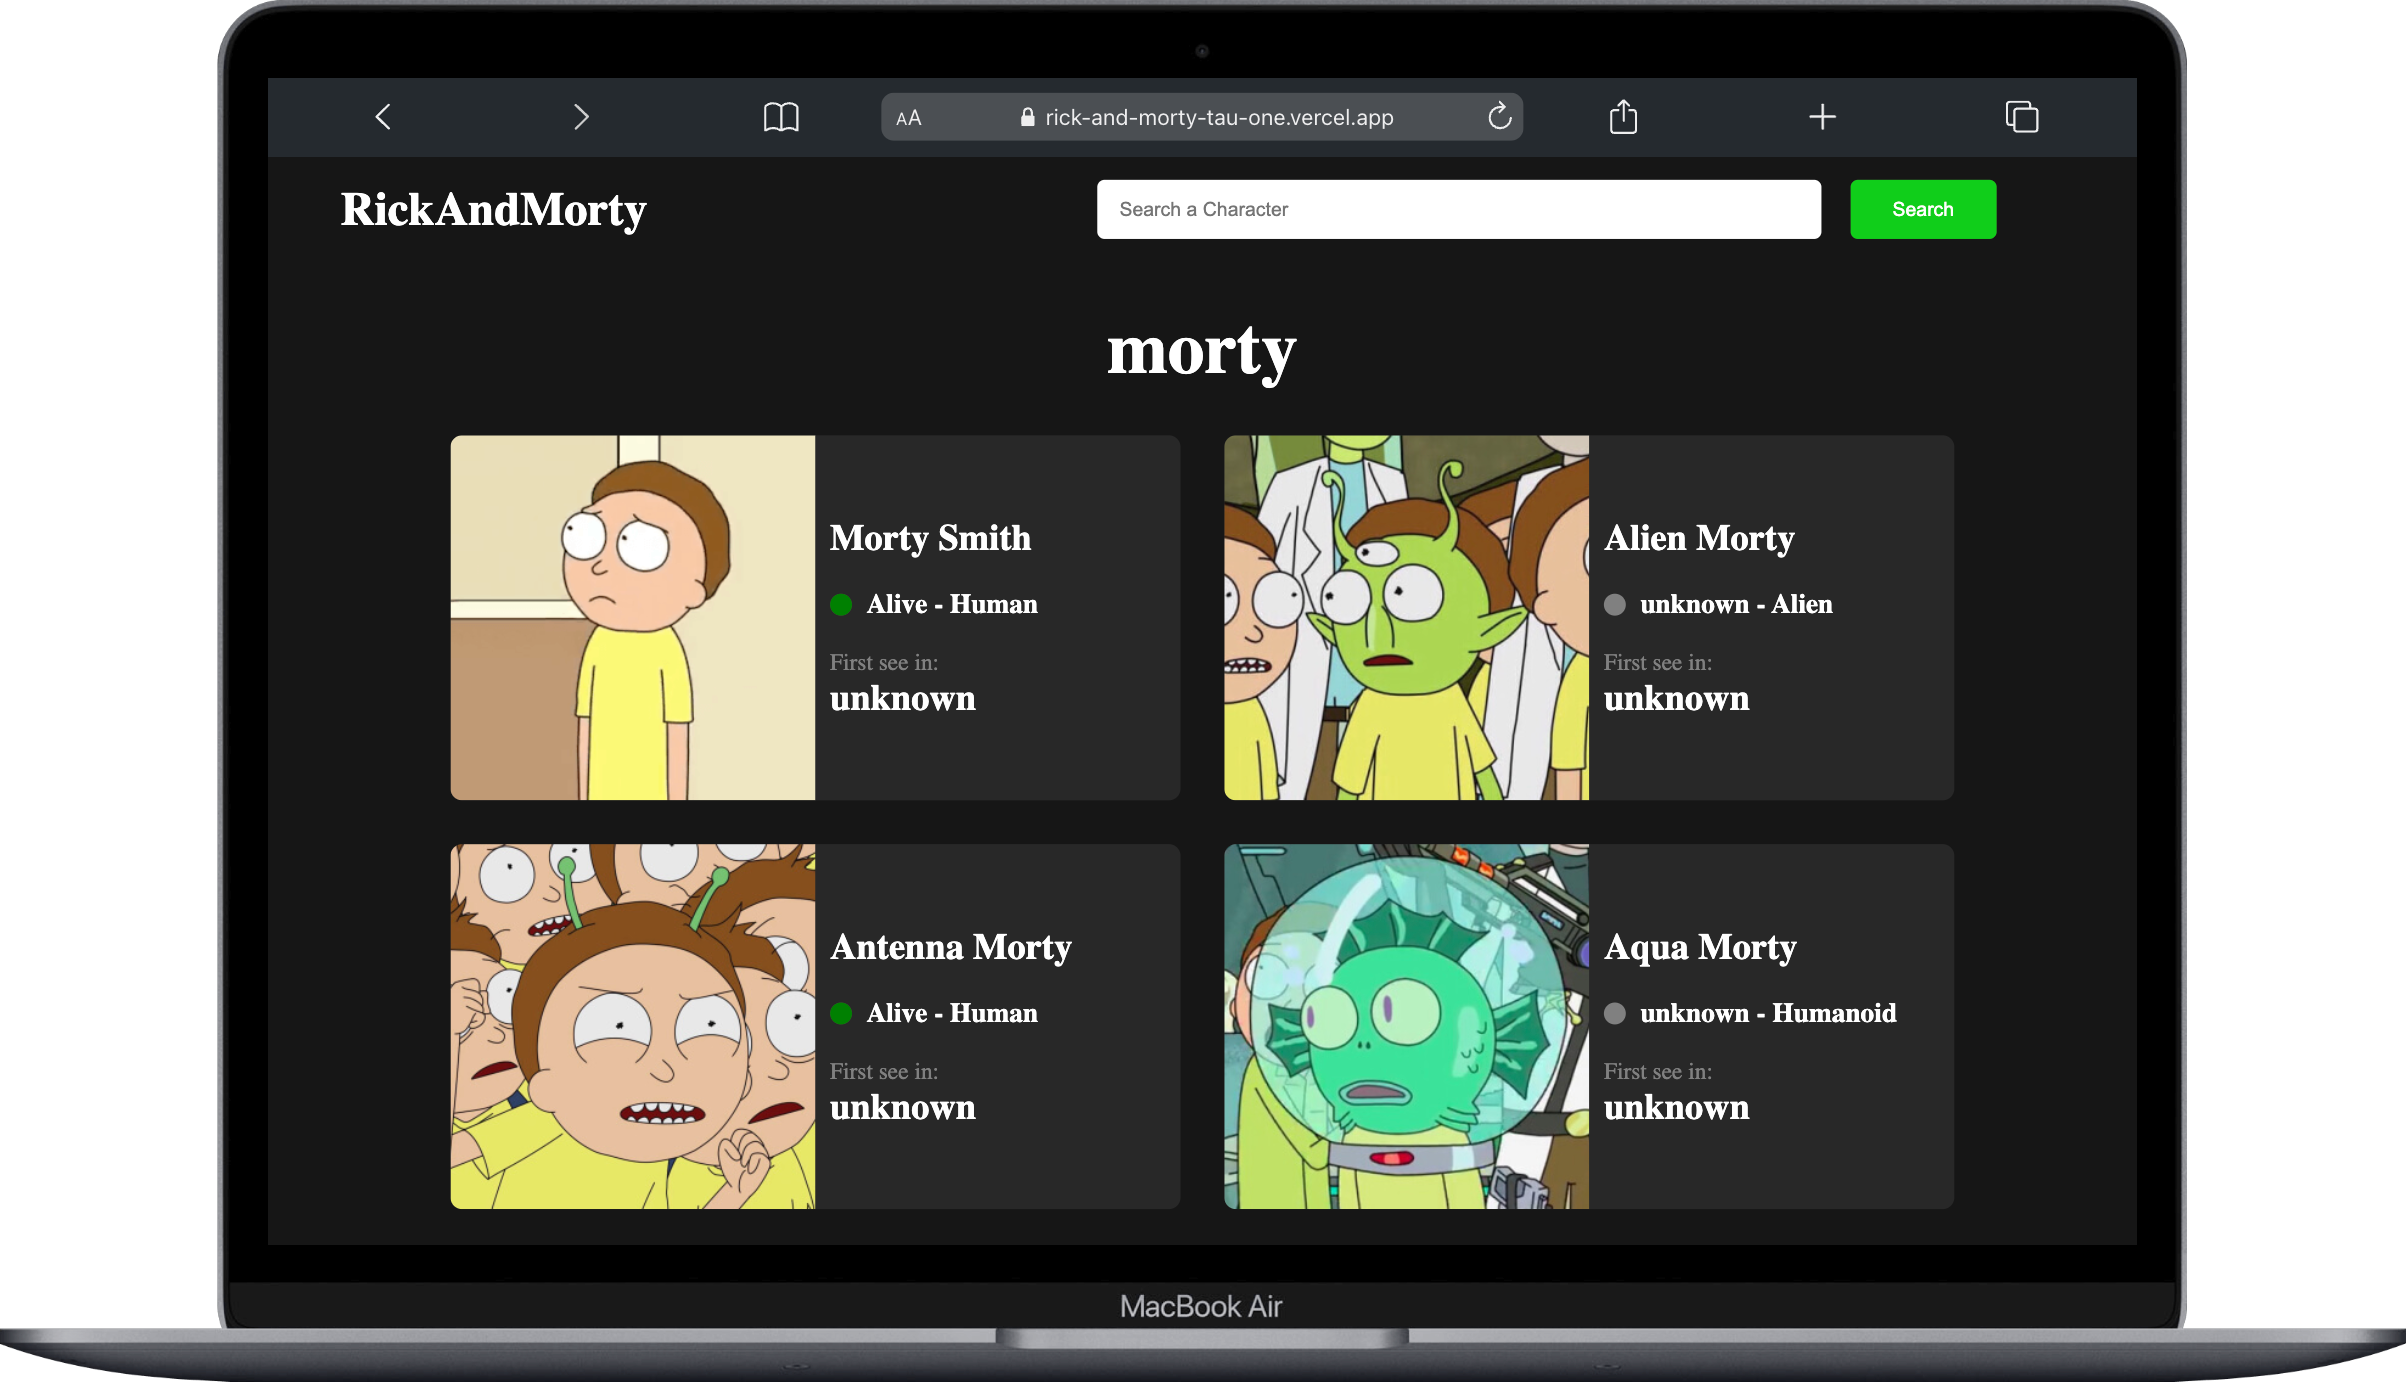 AA rick-and-morty-tau-one.vercel.app
RickAndMorty
Search a Character
Search
morty
Morty Smith
Alive - Human
First see in:
unknown
Alien Morty
unknown - Alien
First see in:
unknown
Antenna Morty
Alive - Human
First see in:
unknown
Aqua Morty
unknown - Humanoid
First see in:
unknown
MacBook Air